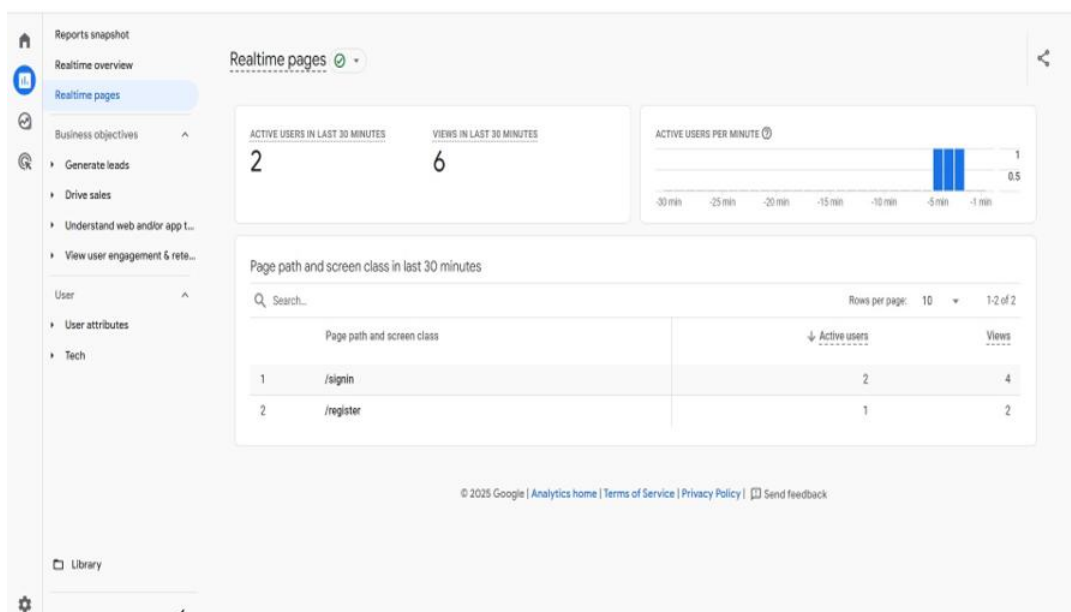 Reports snapshot
Realtime overview
Realtime pages
Business objectives
Generate leads
Drive sales
Understand web and/or app t...
View user engagement & rete...
User
User attributes
Tech
Library
Realtime pages
ACTIVE USERS IN LAST 30 MINUTES
2
VIEWS IN LAST 30 MINUTES
6
ACTIVE USERS PER MINUTE
1
0.5
-30 min -25 min -20 min -15 min -10 min -5 min -1 min
Page path and screen class in last 30 minutes
Search...
Rows per page: 10 1-2 of 2
Page path and screen class Active users Views
1 /signin 2 4
2 /register 1 2
© 2025 Google | Analytics home | Terms of Service | Privacy Policy | Send feedback